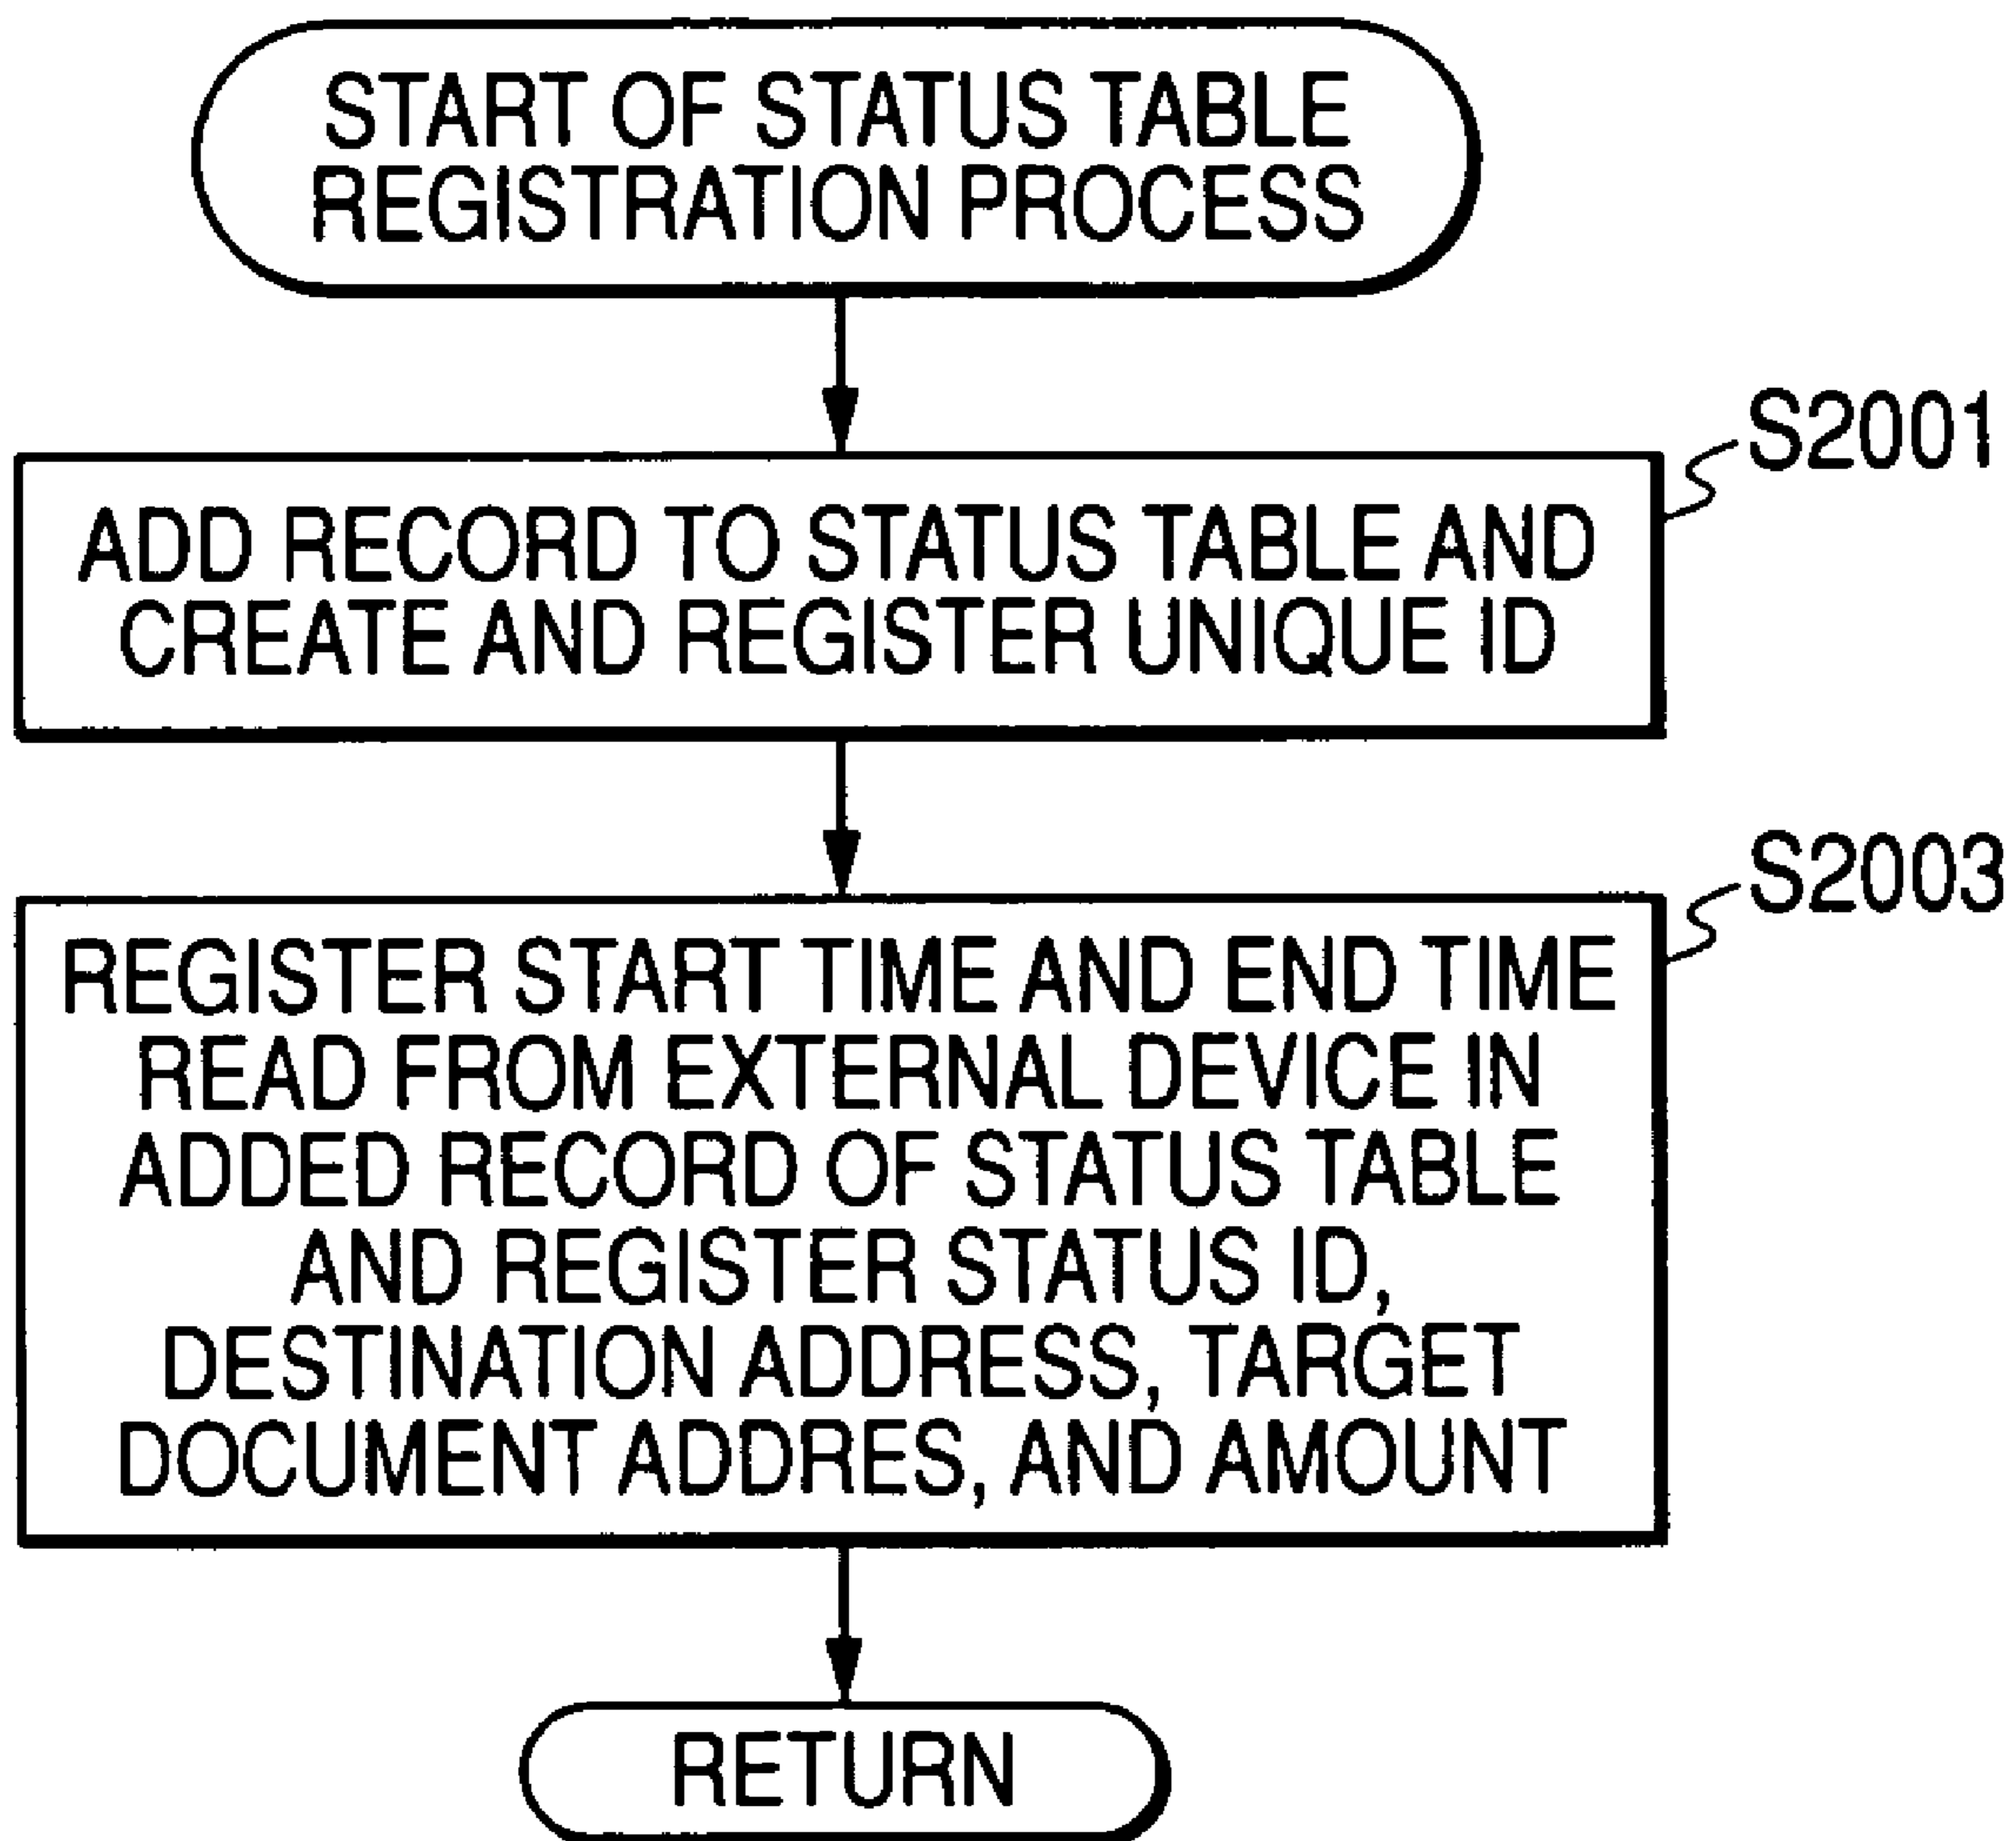 START OF STATUS TABLE
REGISTRATION PROCESS
S2001
ADD RECORD TO STATUS TABLE AND
CREATE AND REGISTER UNIQUE ID
S2003
REGISTER START TIME AND END TIME
READ FROM EXTERNAL DEVICE IN
ADDED RECORD OF STATUS TABLE
AND REGISTER STATUS ID,
DESTINATION ADDRESS, TARGET
DOCUMENT ADDRES, AND AMOUNT
RETURN